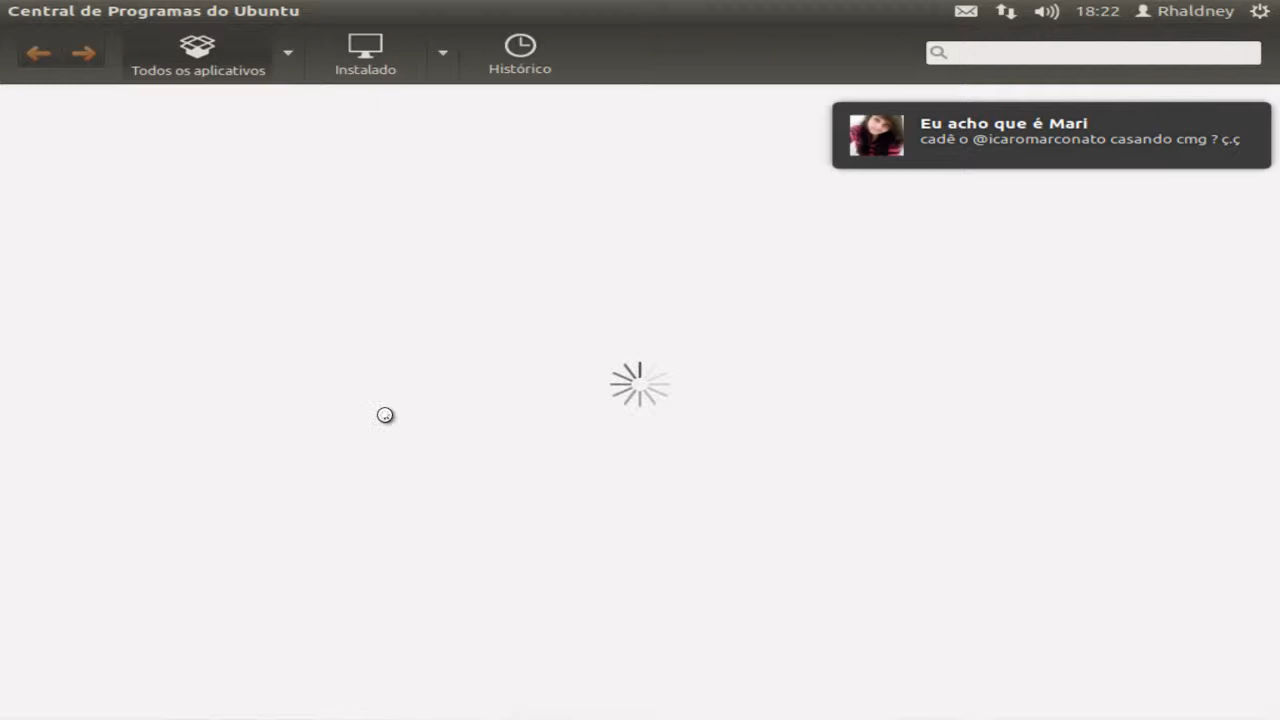 Central de Programas do Ubuntu
18:22
Rhaldney
Todos os aplicativos
Instalado
Histórico
Eu acho que é Mari
cadê o @icaromarconato casando cmg ? ç.ç